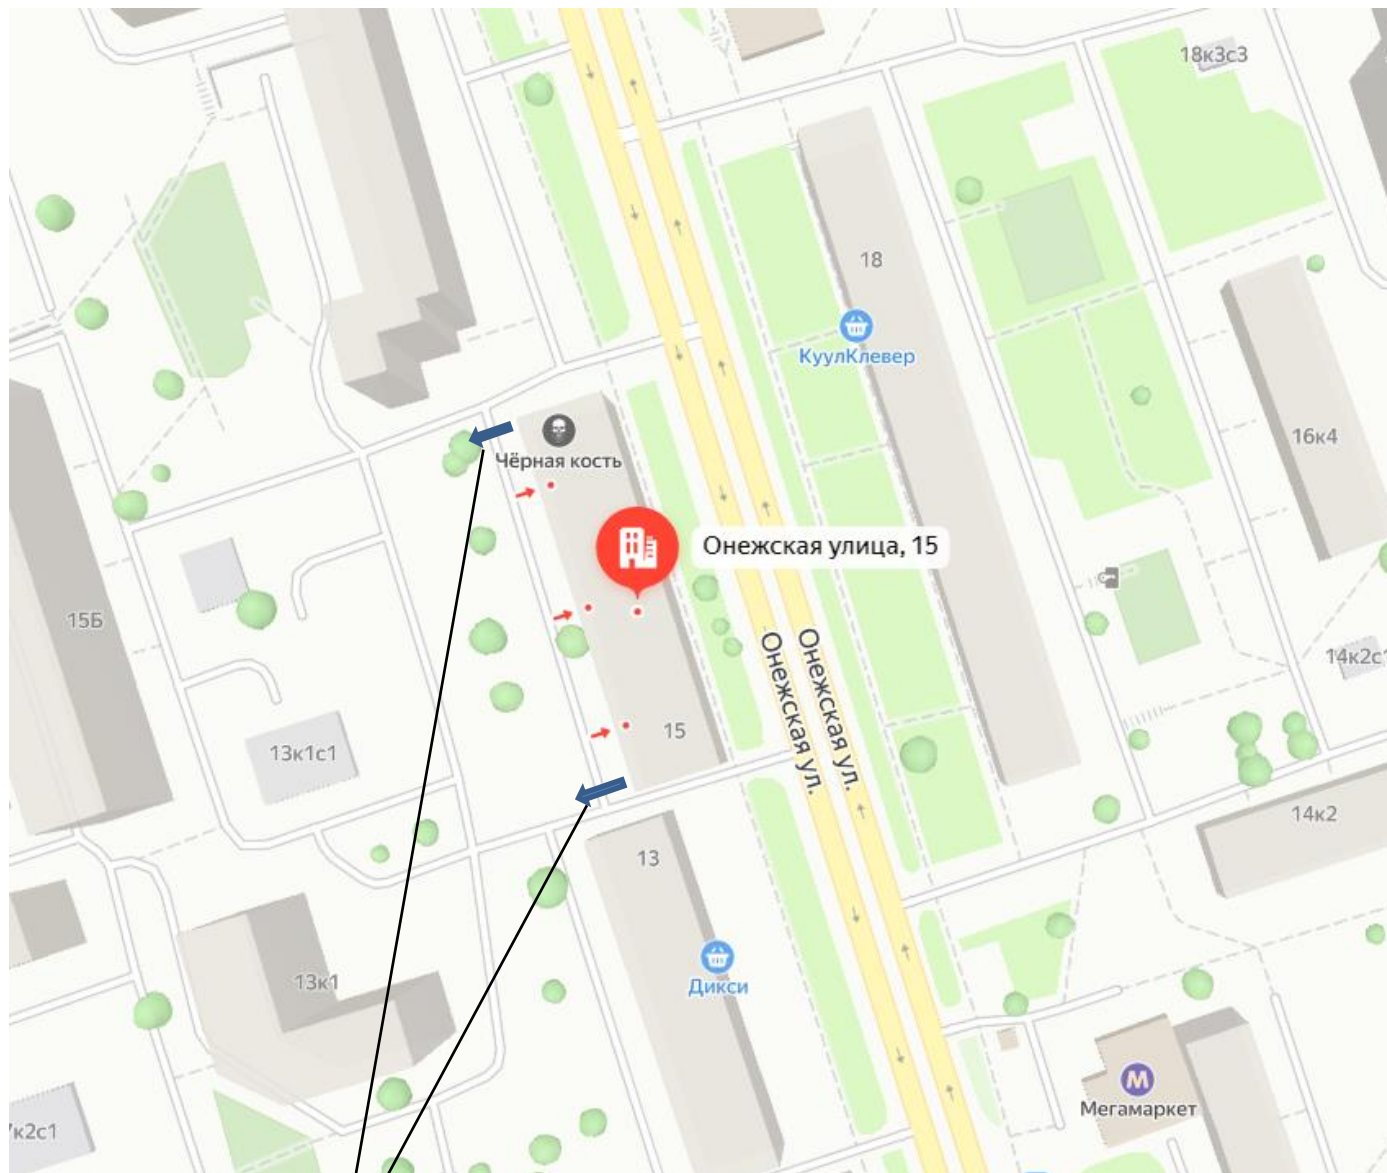 18к3с3
18
КуулКлевер
16к4
Чёрная кость
Онежская улица, 15
15Б
14к2с1
Онежская ул.
Онежская ул.
15
13к1с1
14к2
13
13к1
Дикси
Мегамаркет
к2с1